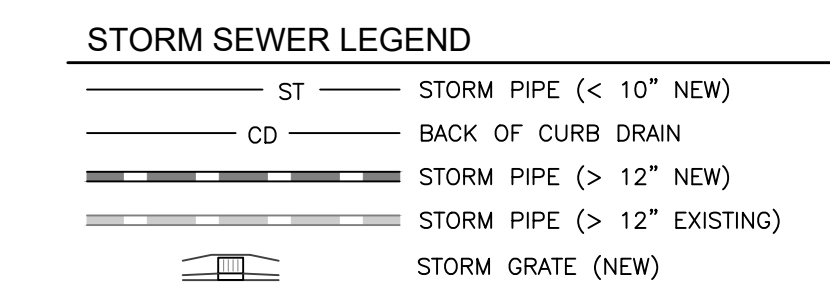 STORM SEWER LEGEND
ST STORM PIPE (< 10" NEW)
CD BACK OF CURB DRAIN
STORM PIPE (> 12" NEW)
STORM PIPE (> 12" EXISTING)
STORM GRATE (NEW)